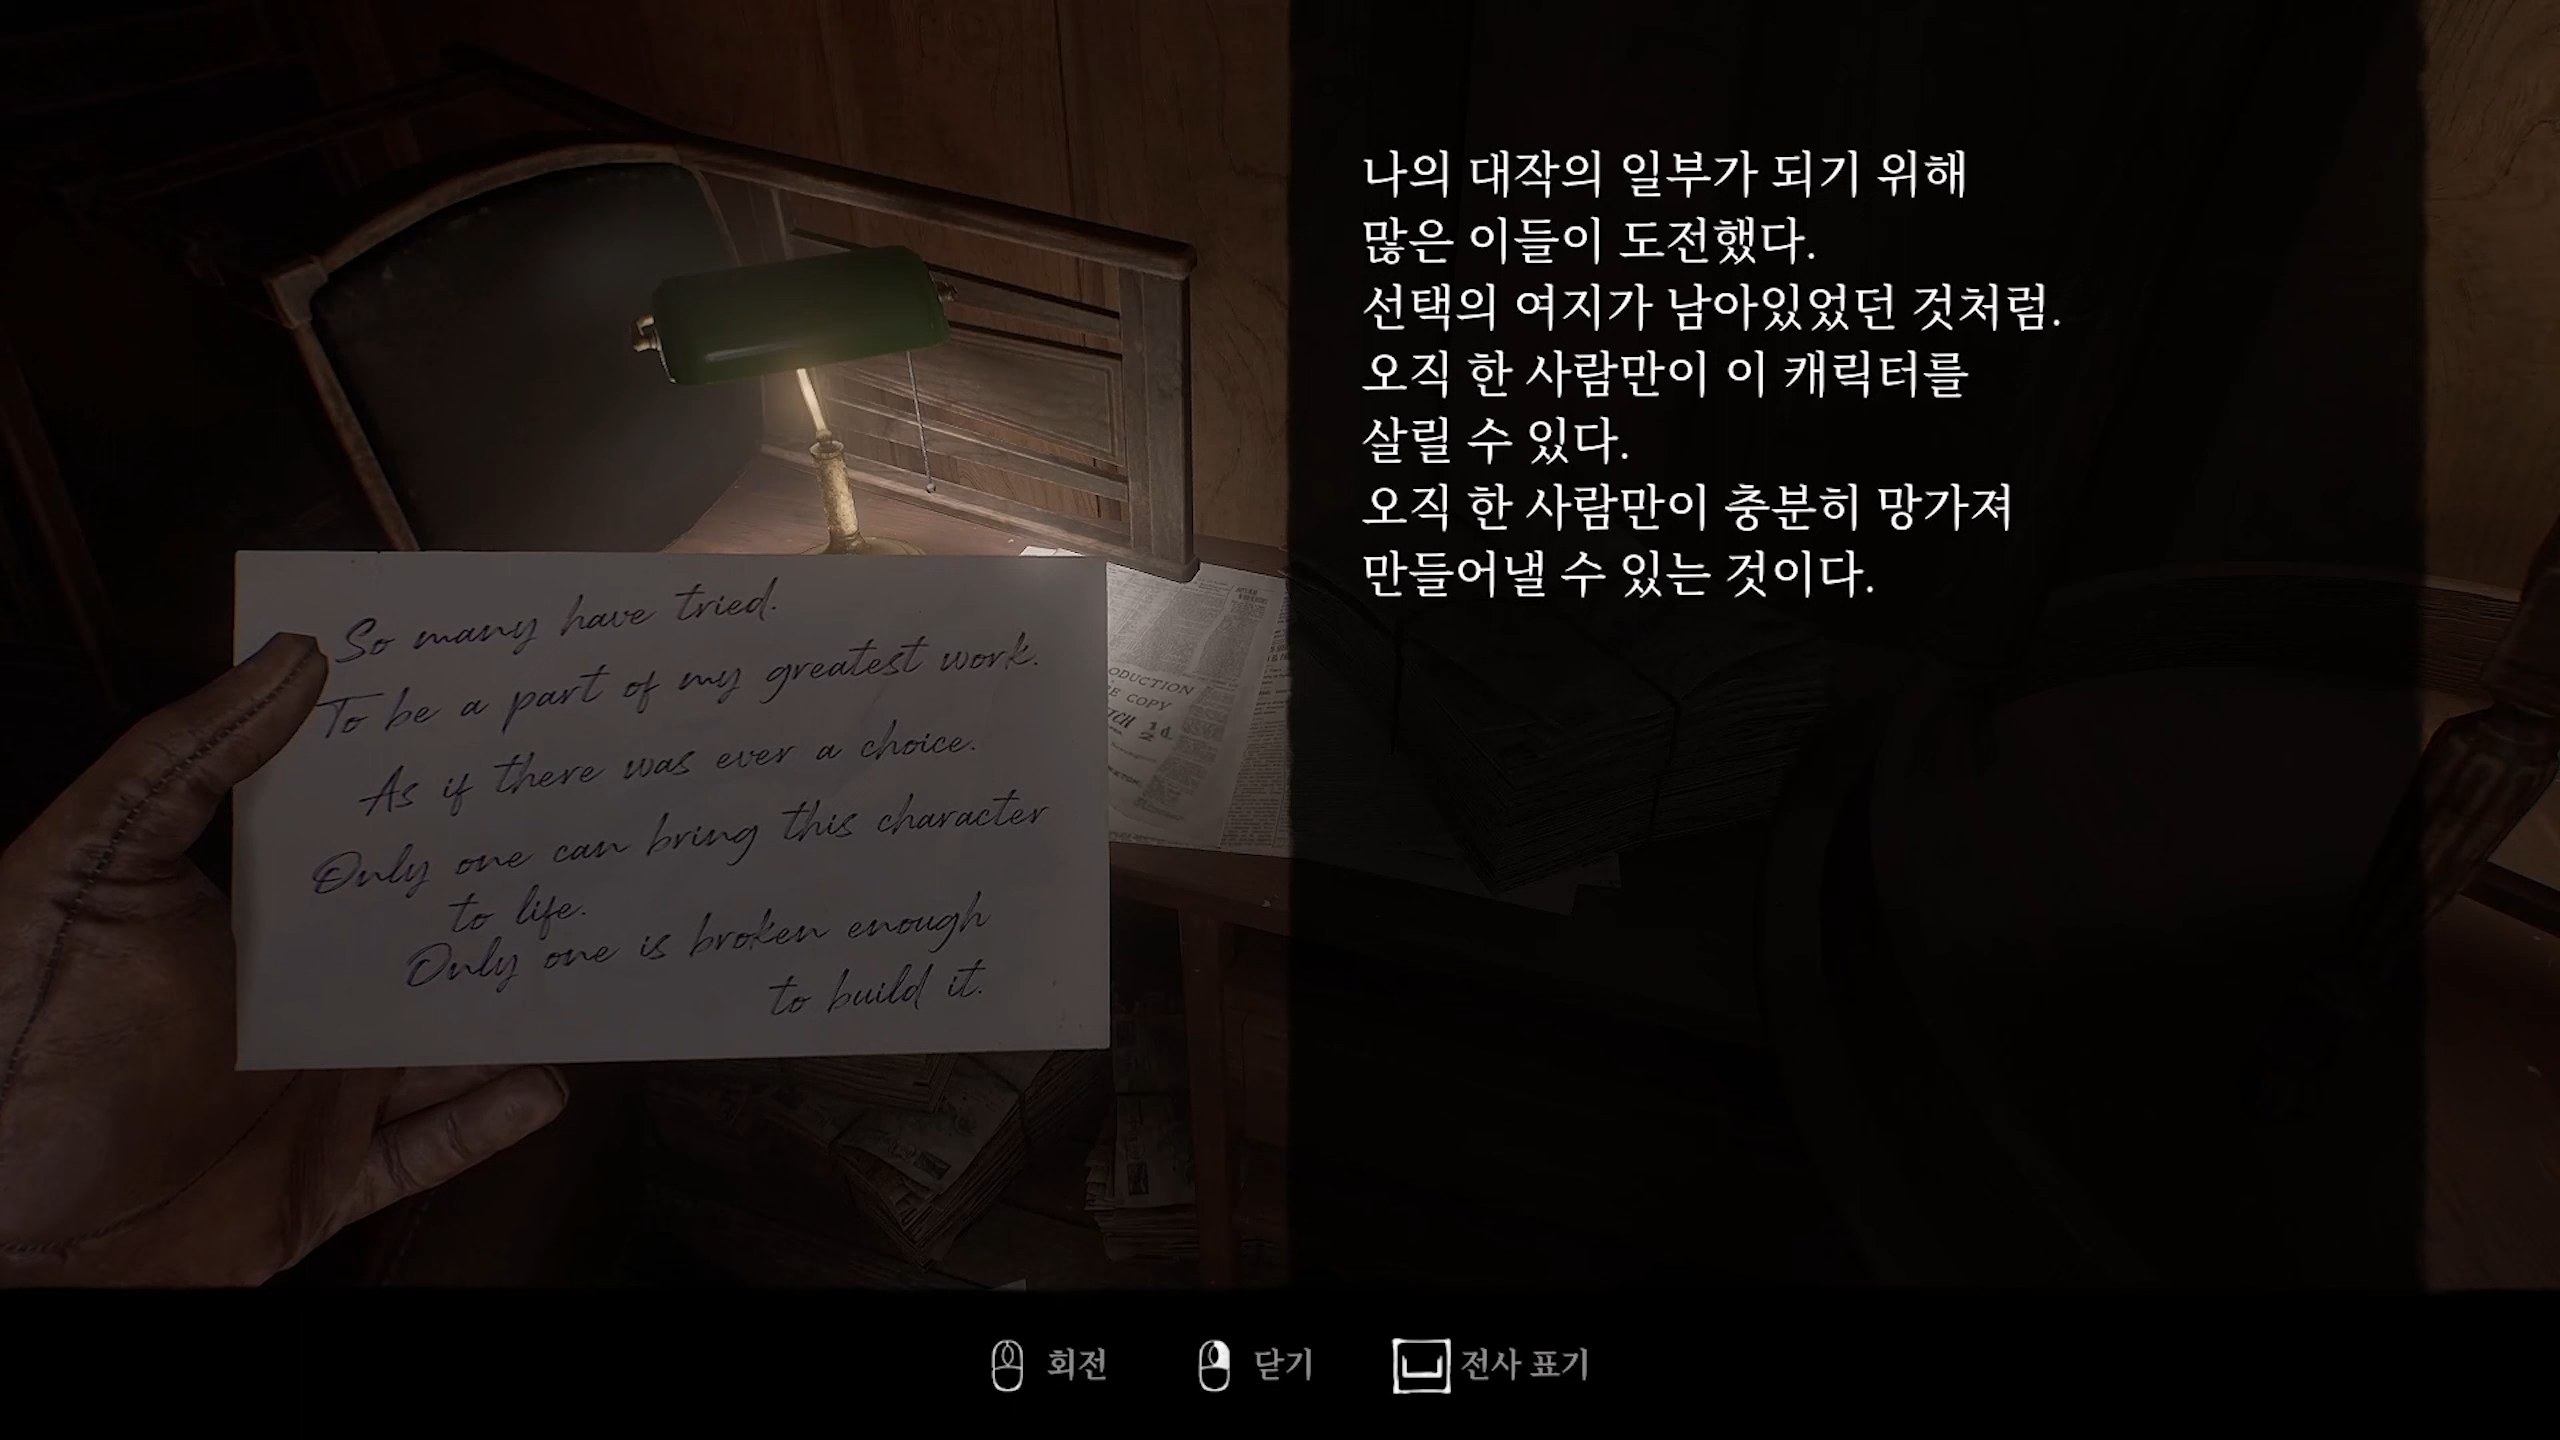 So many have tried.
To be a part of my greatest work.
As if there was ever a choice.
Only one can bring this character
to life.
Only one is broken enough
to build it.
나의 대작의 일부가 되기 위해
많은 이들이 도전했다.
선택의 여지가 남아있었던 것처럼.
오직 한 사람만이 이 캐릭터를
살릴 수 있다.
오직 한 사람만이 충분히 망가져
만들어낼 수 있는 것이다.
ODUCTION
COPY
회전
닫기
전사 표기